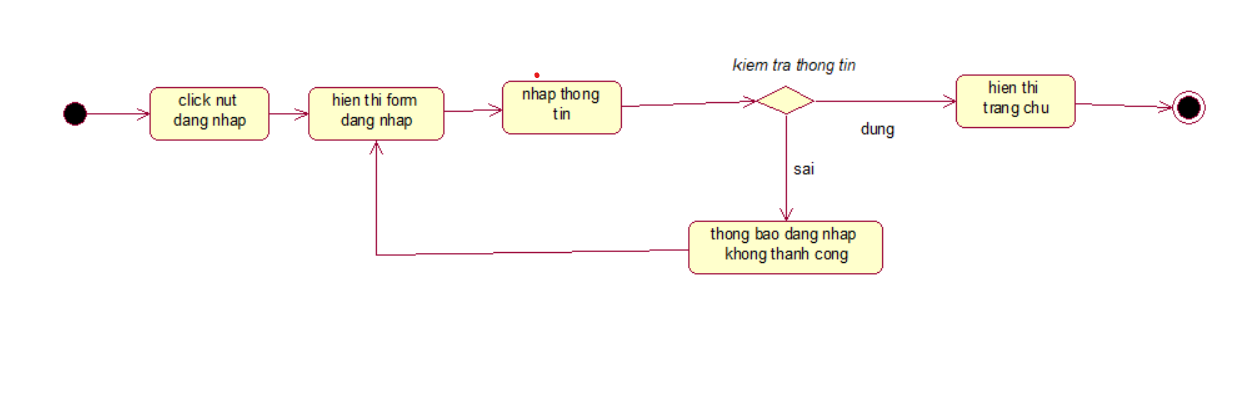 click nut
dang nhap
hien thi form
dang nhap
nhap thong
tin
kiem tra thong tin
hien thi
trang chu
dung
sai
thong bao dang nhap
khong thanh cong